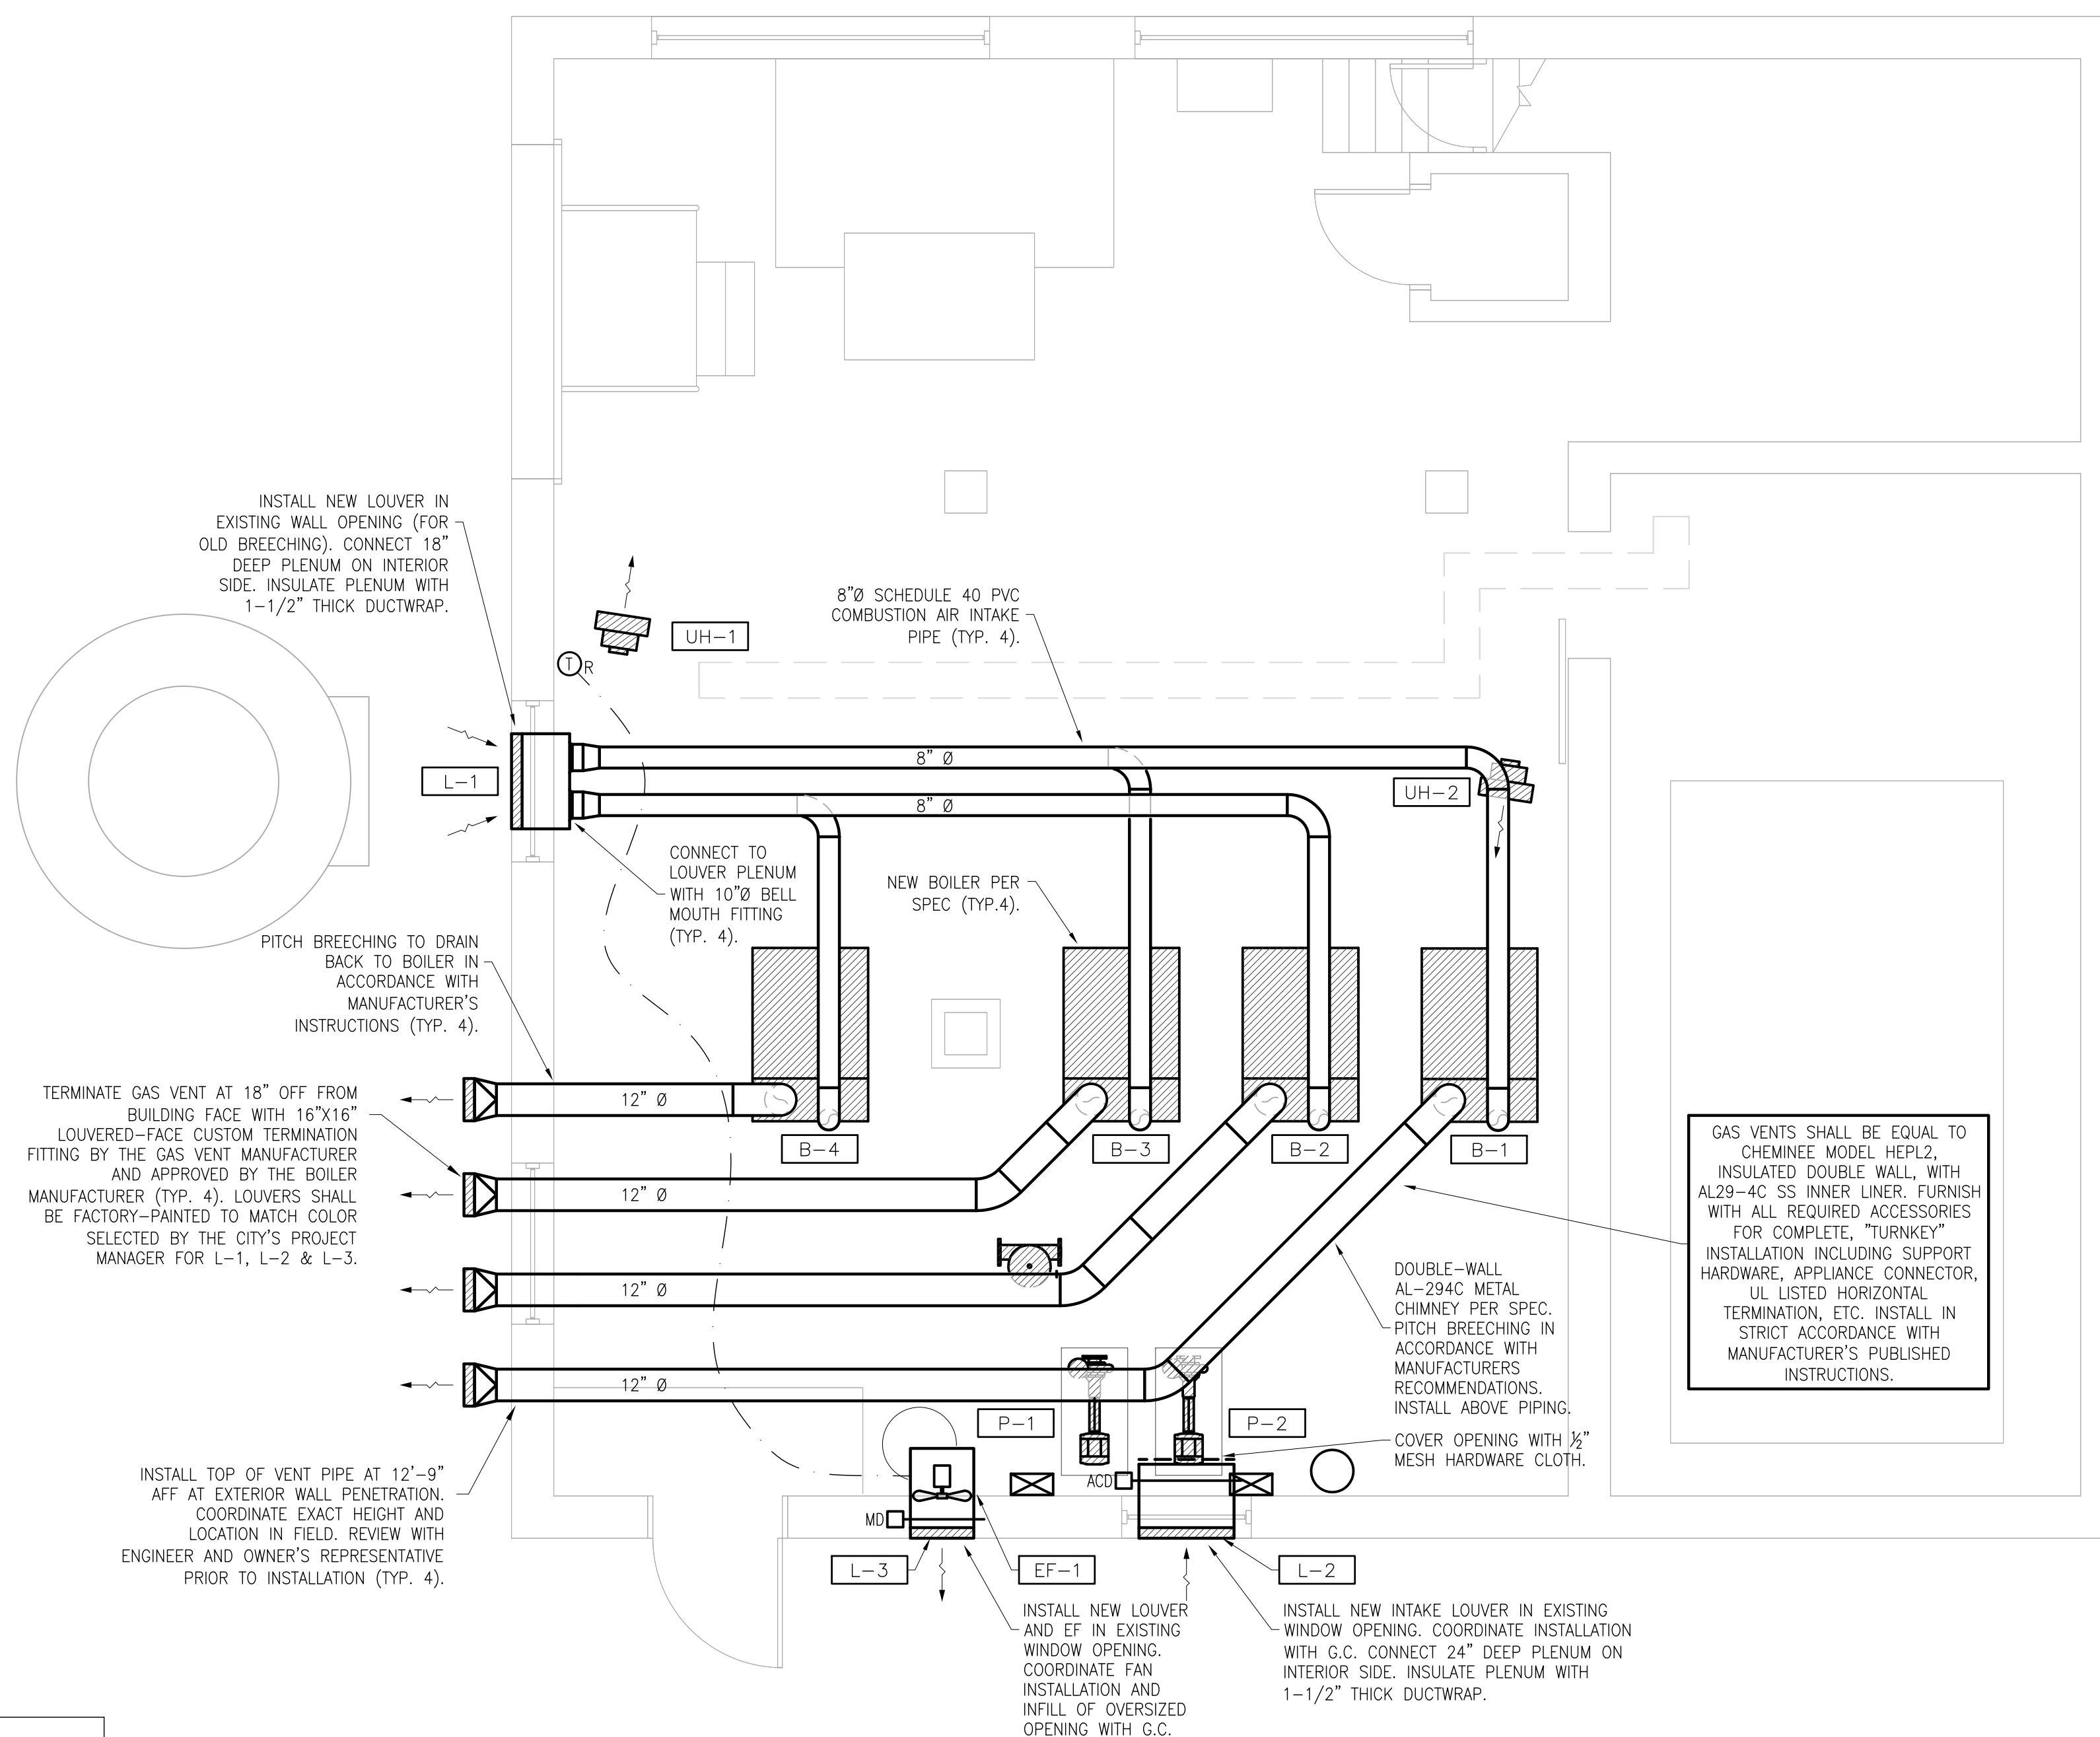 INSTALL NEW LOUVER IN
EXISTING WALL OPENING (FOR
OLD BREECHING). CONNECT 18"
DEEP PLENUM ON INTERIOR
SIDE. INSULATE PLENUM WITH
1-1/2" THICK DUCTWRAP.
UH-1
T R
8"Ø SCHEDULE 40 PVC
COMBUSTION AIR INTAKE
PIPE (TYP. 4).
L-1
8" Ø
8" Ø
UH-2
CONNECT TO
LOUVER PLENUM
WITH 10"Ø BELL
MOUTH FITTING
(TYP. 4).
NEW BOILER PER
SPEC (TYP.4).
PITCH BREECHING TO DRAIN
BACK TO BOILER IN
ACCORDANCE WITH
MANUFACTURER'S
INSTRUCTIONS (TYP. 4).
TERMINATE GAS VENT AT 18" OFF FROM
BUILDING FACE WITH 16"X16"
LOUVERED-FACE CUSTOM TERMINATION
FITTING BY THE GAS VENT MANUFACTURER
AND APPROVED BY THE BOILER
MANUFACTURER (TYP. 4). LOUVERS SHALL
BE FACTORY-PAINTED TO MATCH COLOR
SELECTED BY THE CITY'S PROJECT
MANAGER FOR L-1, L-2 & L-3.
12" Ø
12" Ø
12" Ø
12" Ø
B-4
B-3
B-2
B-1
GAS VENTS SHALL BE EQUAL TO
CHEMINEE MODEL HEPL2,
INSULATED DOUBLE WALL, WITH
AL29-4C SS INNER LINER. FURNISH
WITH ALL REQUIRED ACCESSORIES
FOR COMPLETE, "TURNKEY"
INSTALLATION INCLUDING SUPPORT
HARDWARE, APPLIANCE CONNECTOR,
UL LISTED HORIZONTAL
TERMINATION, ETC. INSTALL IN
STRICT ACCORDANCE WITH
MANUFACTURER'S PUBLISHED
INSTRUCTIONS.
DOUBLE-WALL
AL-294C METAL
CHIMNEY PER SPEC.
PITCH BREECHING IN
ACCORDANCE WITH
MANUFACTURERS
RECOMMENDATIONS.
INSTALL ABOVE PIPING.
P-1
P-2
COVER OPENING WITH ½"
MESH HARDWARE CLOTH.
ACD
MD
INSTALL TOP OF VENT PIPE AT 12'-9"
AFF AT EXTERIOR WALL PENETRATION.
COORDINATE EXACT HEIGHT AND
LOCATION IN FIELD. REVIEW WITH
ENGINEER AND OWNER'S REPRESENTATIVE
PRIOR TO INSTALLATION (TYP. 4).
L-3
EF-1
L-2
INSTALL NEW LOUVER
AND EF IN EXISTING
WINDOW OPENING.
COORDINATE FAN
INSTALLATION AND
INFILL OF OVERSIZED
OPENING WITH G.C.
INSTALL NEW INTAKE LOUVER IN EXISTING
WINDOW OPENING. COORDINATE INSTALLATION
WITH G.C. CONNECT 24" DEEP PLENUM ON
INTERIOR SIDE. INSULATE PLENUM WITH
1-1/2" THICK DUCTWRAP.